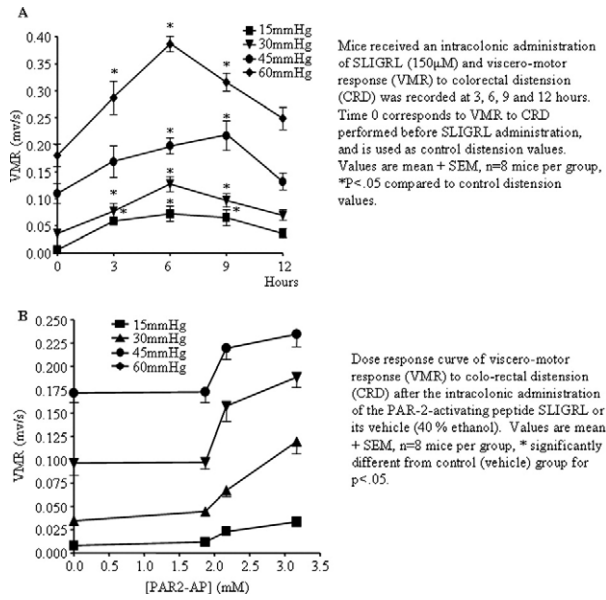 A
15mmHg
30mmHg
45mmHg
60mmHg
VMR (mv/s)
0.40
0.35
0.30
0.25
0.20
0.15
0.10
0.05
0.00
0 3 6 9 12
Hours
* * * * * * * * * * *
Mice received an intracolonic administration
of SLIGRL (150μM) and viscero-motor
response (VMR) to colorectal distension
(CRD) was recorded at 3, 6, 9 and 12 hours.
Time 0 corresponds to VMR to CRD
performed before SLIGRL administration,
and is used as control distension values.
Values are mean + SEM, n=8 mice per group,
*P<.05 compared to control distension
values.
B
15mmHg
30mmHg
45mmHg
60mmHg
VMR (mv/s)
0.250
0.225
0.200
0.175
0.150
0.125
0.100
0.075
0.050
0.025
0.000
0.0 0.5 1.0 1.5 2.0 2.5 3.0 3.5
[PAR2-AP] (mM)
Dose response curve of viscero-motor
response (VMR) to colo-rectal distension
(CRD) after the intracolonic administration
of the PAR-2-activating peptide SLIGRL or
its vehicle (40 % ethanol). Values are mean
+ SEM, n=8 mice per group, * significantly
different from control (vehicle) group for
p<.05.